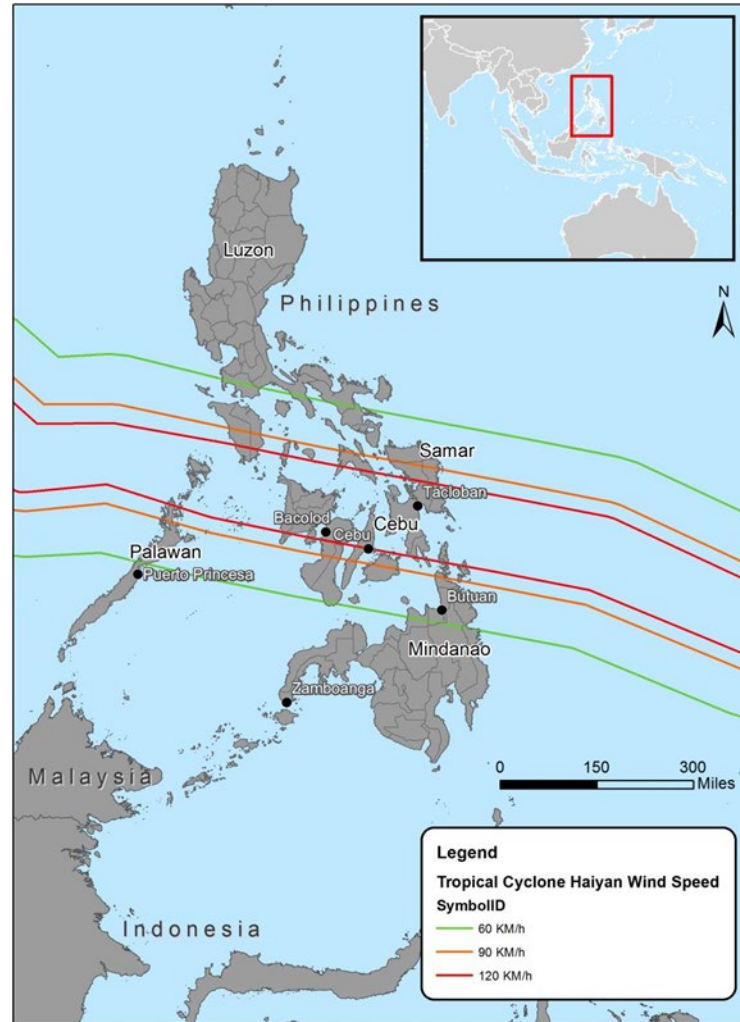 N
Luzon
Philippines
Samar
Tacloban
Bacolod
Cebu
Cebu
Palawan
Puerto Princesa
Butuan
Mindanao
Zamboanga
0 150 300
Miles
Malaysia
Indonesia
Legend
Tropical Cyclone Haiyan Wind Speed
SymbolID
60 KM/h
90 KM/h
120 KM/h